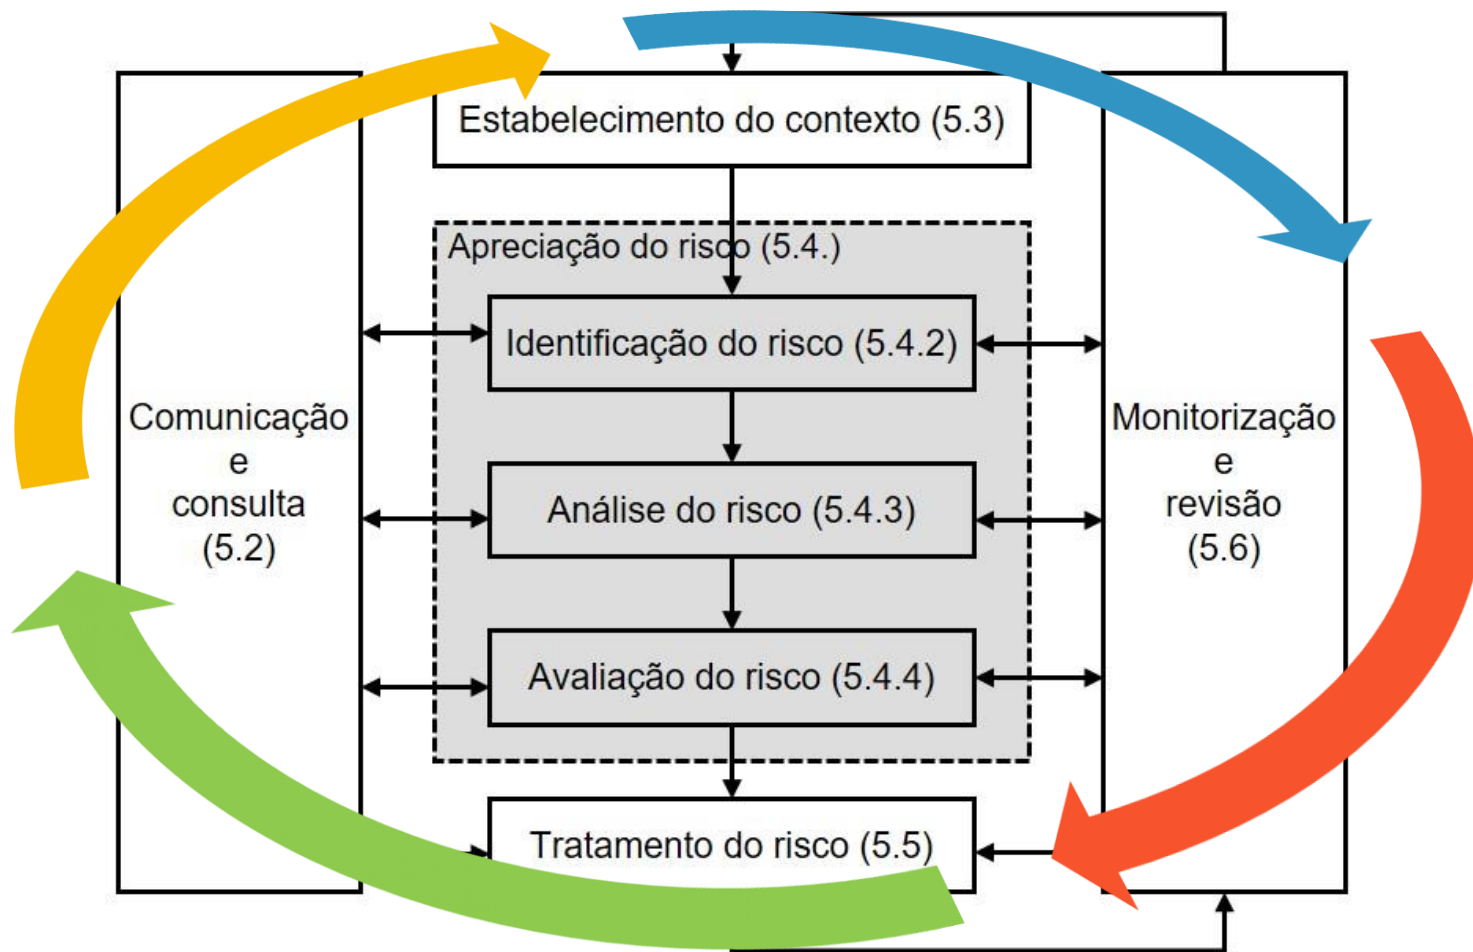 Estabelecimento do contexto (5.3)
Apreciação do risco (5.4.)
Identificação do risco (5.4.2)
Comunicação
e
consulta
(5.2)
Monitorização
e
revisão
(5.6)
Análise do risco (5.4.3)
Avaliação do risco (5.4.4)
Tratamento do risco (5.5)